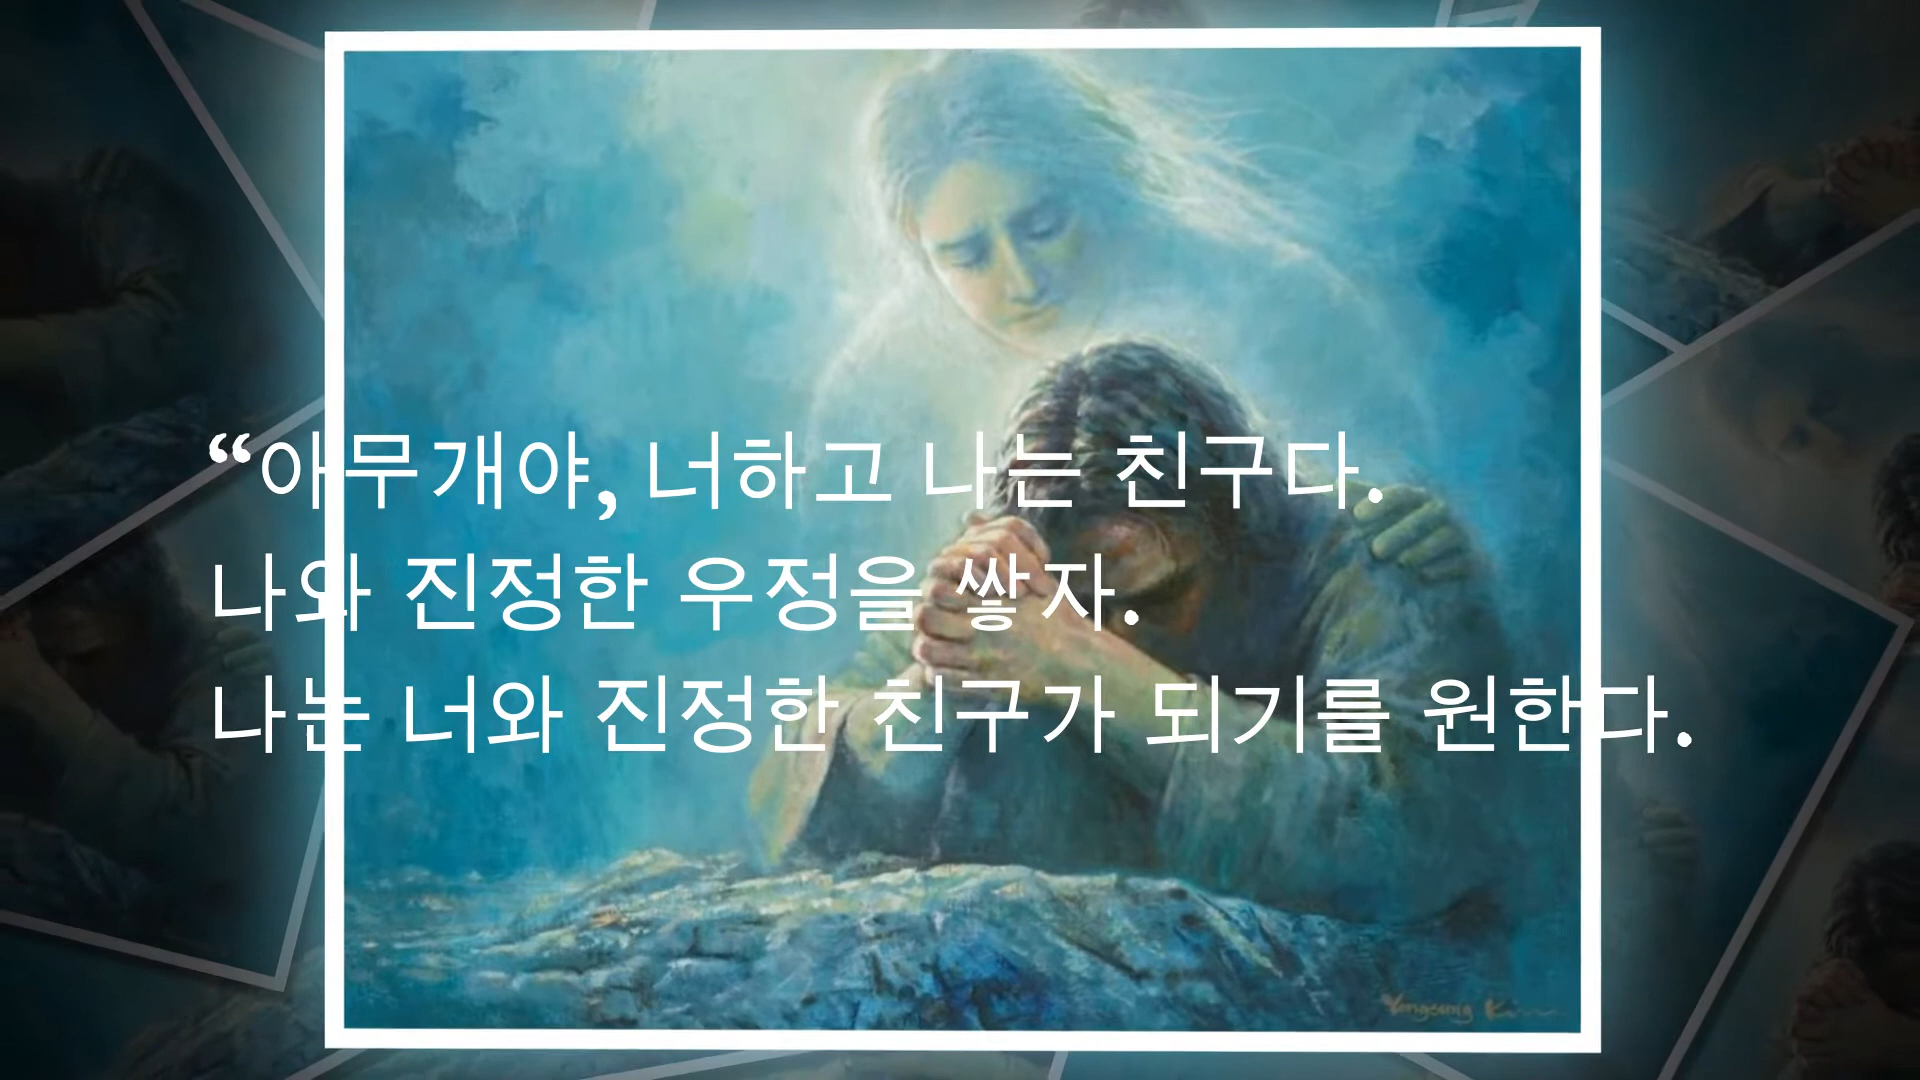 “아무개야, 너하고 나는 친구다.
나와 진정한 우정을 쌓자.
나는 너와 진정한 친구가 되기를 원한다.
Yongsung Kim